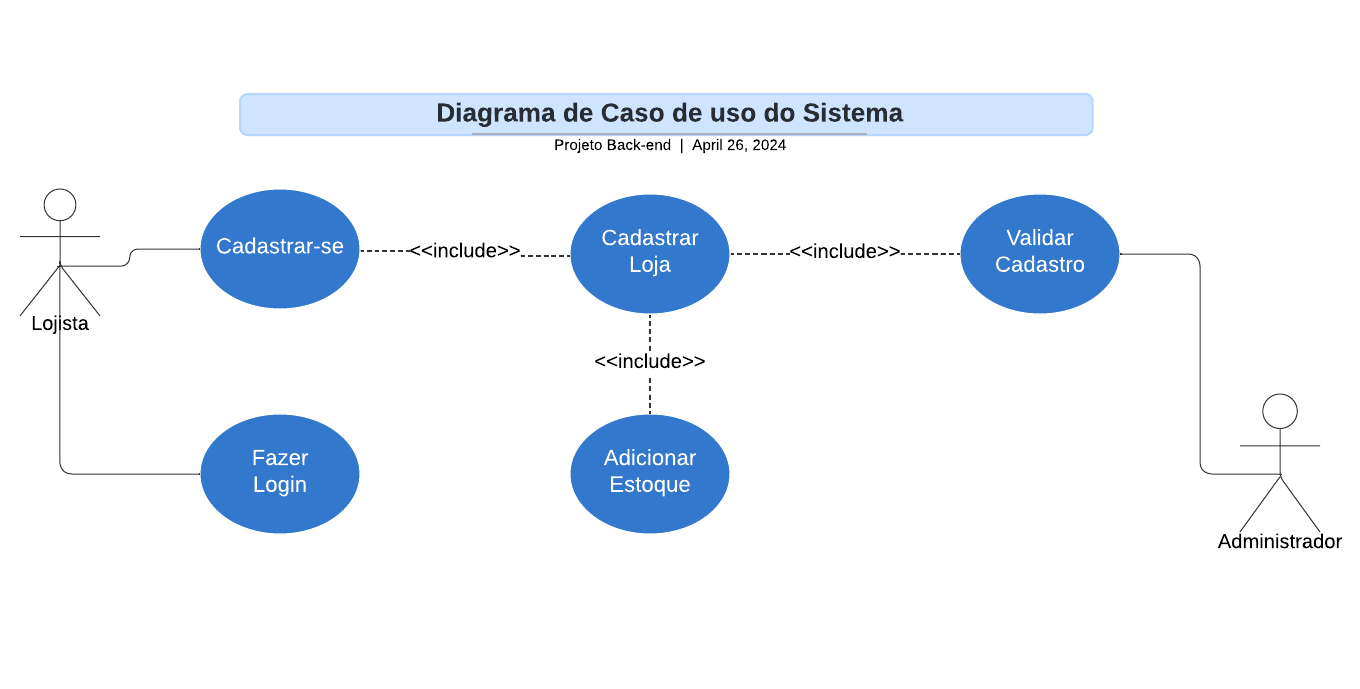 Diagrama de Caso de uso do Sistema
Projeto Back-end | April 26, 2024
Cadastrar-se
<<include>>
Cadastrar
Loja
<<include>>
Validar
Cadastro
Lojista
<<include>>
Fazer
Login
Adicionar
Estoque
Administrador